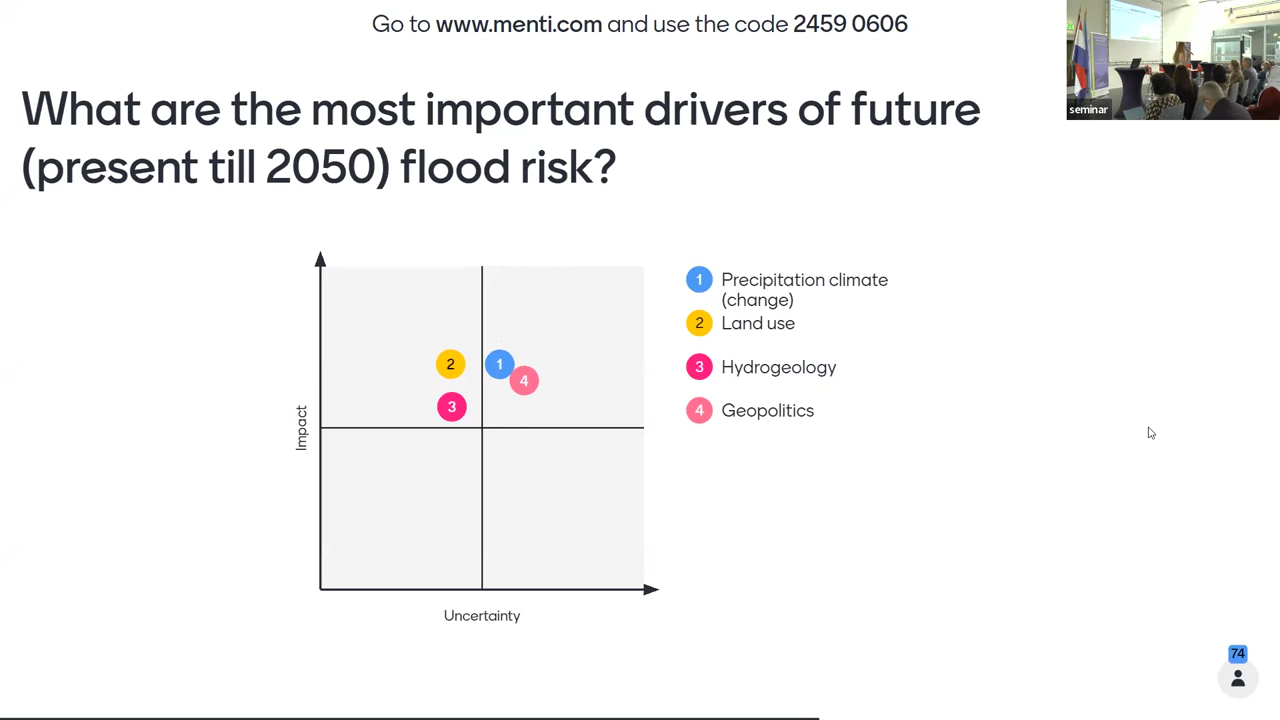 Go to www.menti.com and use the code 2459 0606
seminar
What are the most important drivers of future
(present till 2050) flood risk?
1 Precipitation climate
(change)
2 Land use
3 Hydrogeology
4 Geopolitics
2
1
4
3
Impact
Uncertainty
74